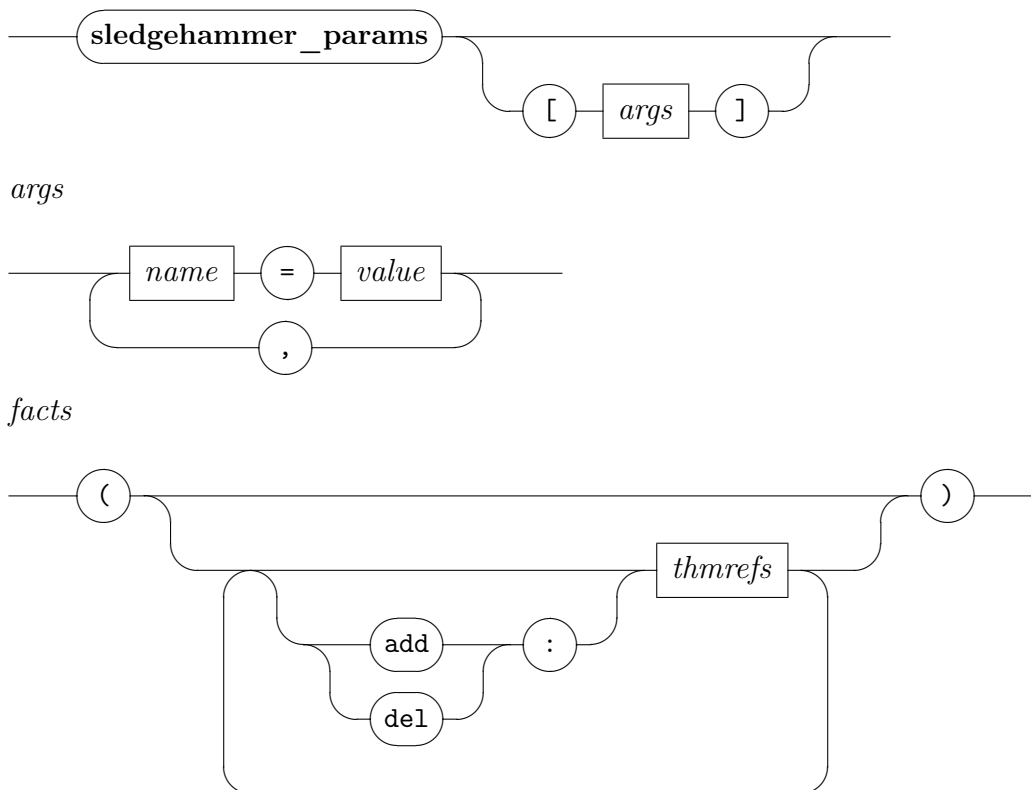 sledgehammer_params
[ args ]
args
name = value
,
facts
( )
thmrefs
add :
del